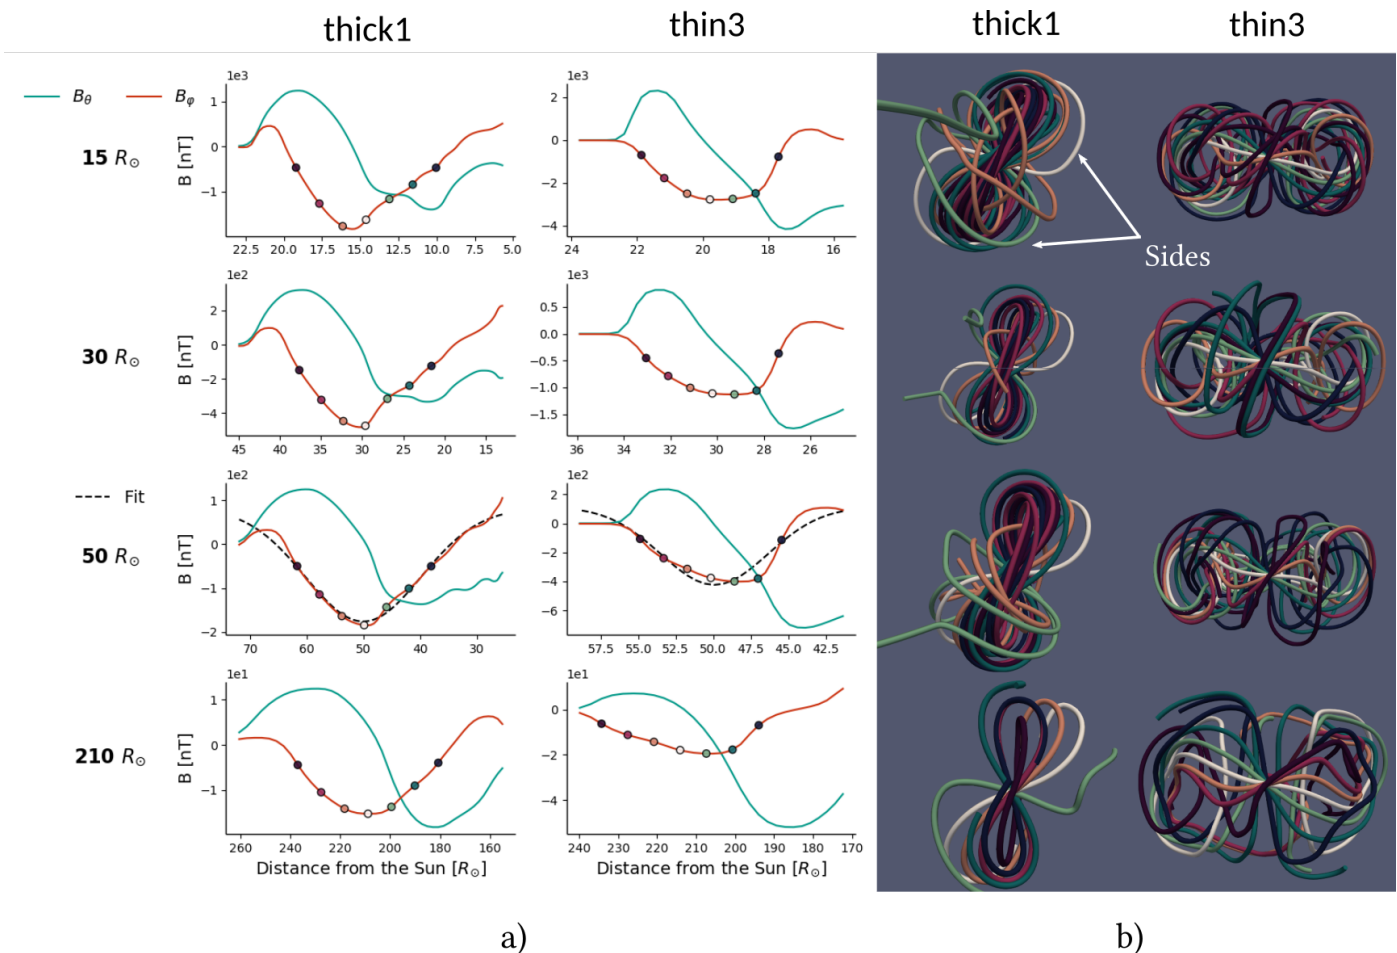 thick1 thin3 thick1 thin3
B_θ B_φ
15 R_⊙
1e3
B [nT]
1
0
−1
22.5 20.0 17.5 15.0 12.5 10.0 7.5 5.0
1e3
2
0
−2
−4
24 22 20 18 16
Sides
30 R_⊙
1e2
B [nT]
2
0
−2
−4
45 40 35 30 25 20 15
1e3
0.5
0.0
−0.5
−1.0
−1.5
36 34 32 30 28 26
Fit
50 R_⊙
1e2
B [nT]
1
0
−1
−2
70 60 50 40 30
1e2
2
0
−2
−4
−6
57.5 55.0 52.5 50.0 47.5 45.0 42.5
210 R_⊙
1e1
B [nT]
1
0
−1
260 240 220 200 180 160
Distance from the Sun [R_⊙]
1e1
0
−2
−4
240 230 220 210 200 190 180 170
Distance from the Sun [R_⊙]
a) b)